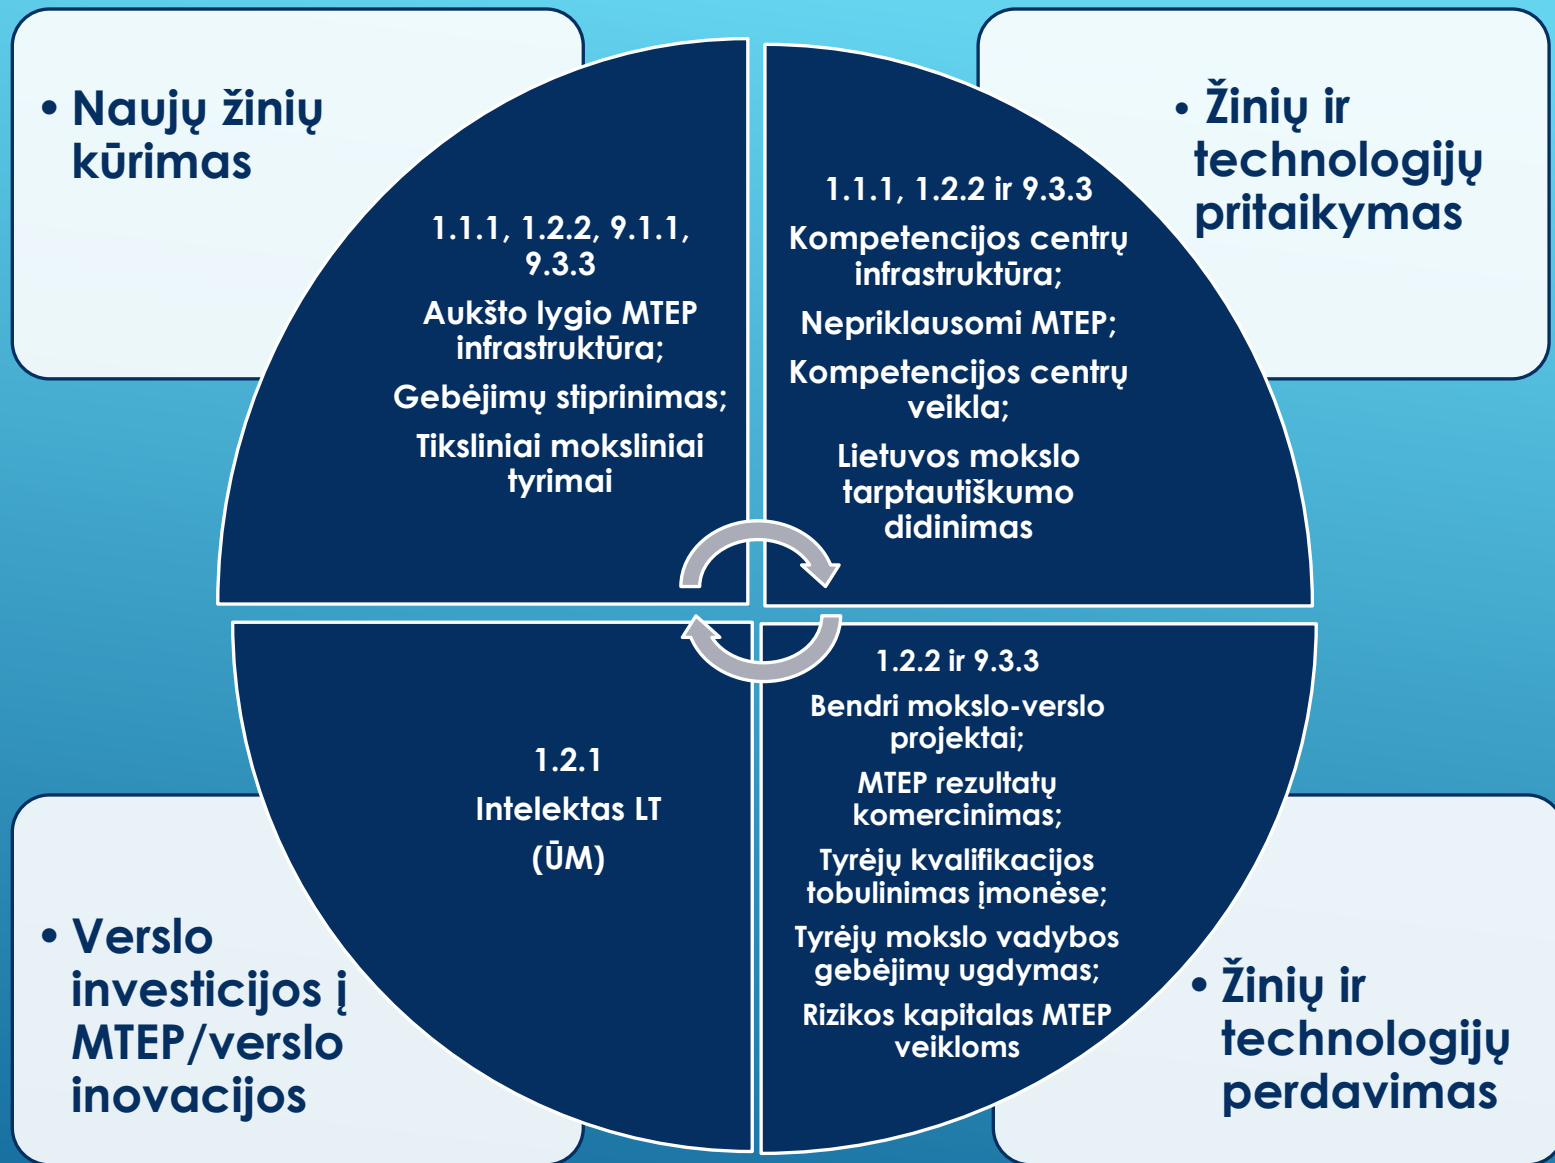 • Naujų žinių
kūrimas
1.1.1, 1.2.2, 9.1.1,
9.3.3
Aukšto lygio MTEP
infrastruktūra;
Gebėjimų stiprinimas;
Tiksliniai moksliniai
tyrimai
• Žinių ir
technologijų
pritaikymas
1.1.1, 1.2.2 ir 9.3.3
Kompetencijos centrų
infrastruktūra;
Nepriklausomi MTEP;
Kompetencijos centrų
veikla;
Lietuvos mokslo
tarptautiškumo
didinimas
1.2.2 ir 9.3.3
Bendri mokslo-verslo
projektai;
MTEP rezultatų
komercinimas;
Tyrėjų kvalifikacijos
tobulinimas įmonėse;
Tyrėjų mokslo vadybos
gebėjimų ugdymas;
Rizikos kapitalas MTEP
veikloms
• Žinių ir
technologijų
perdavimas
1.2.1
Intelektas LT
(ŪM)
• Verslo
investicijos į
MTEP/verslo
inovacijos